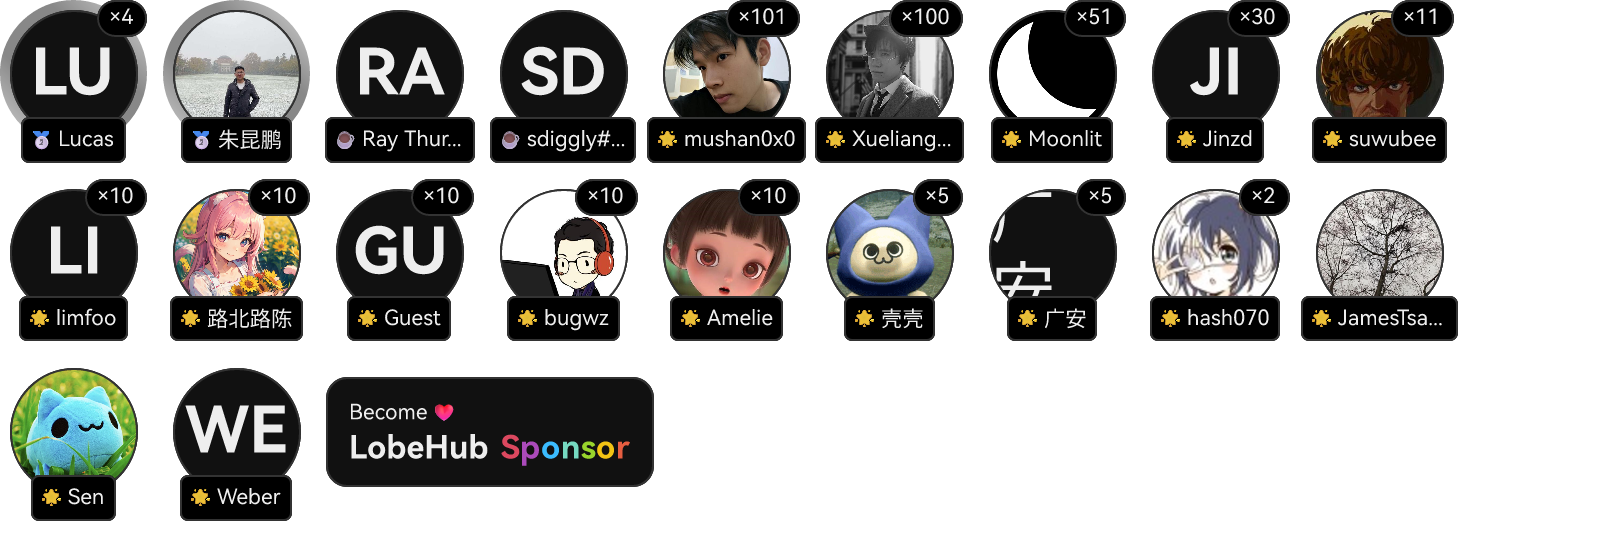 ×4 ×101 ×100 ×51 ×30 ×11
LU RA SD JI
Lucas 朱昆鹏 Ray Thur... sdiggly#... mushan0x0 Xueliang... Moonlit Jinzd suwubee
×10 ×10 ×10 ×10 ×10 ×5 ×5 ×2
LI GU 广安
limfoo 路北路陈 Guest bugwz Amelie 壳壳 广安 hash070 JamesTsa...
WE
Sen Weber
Become
LobeHub Sponsor